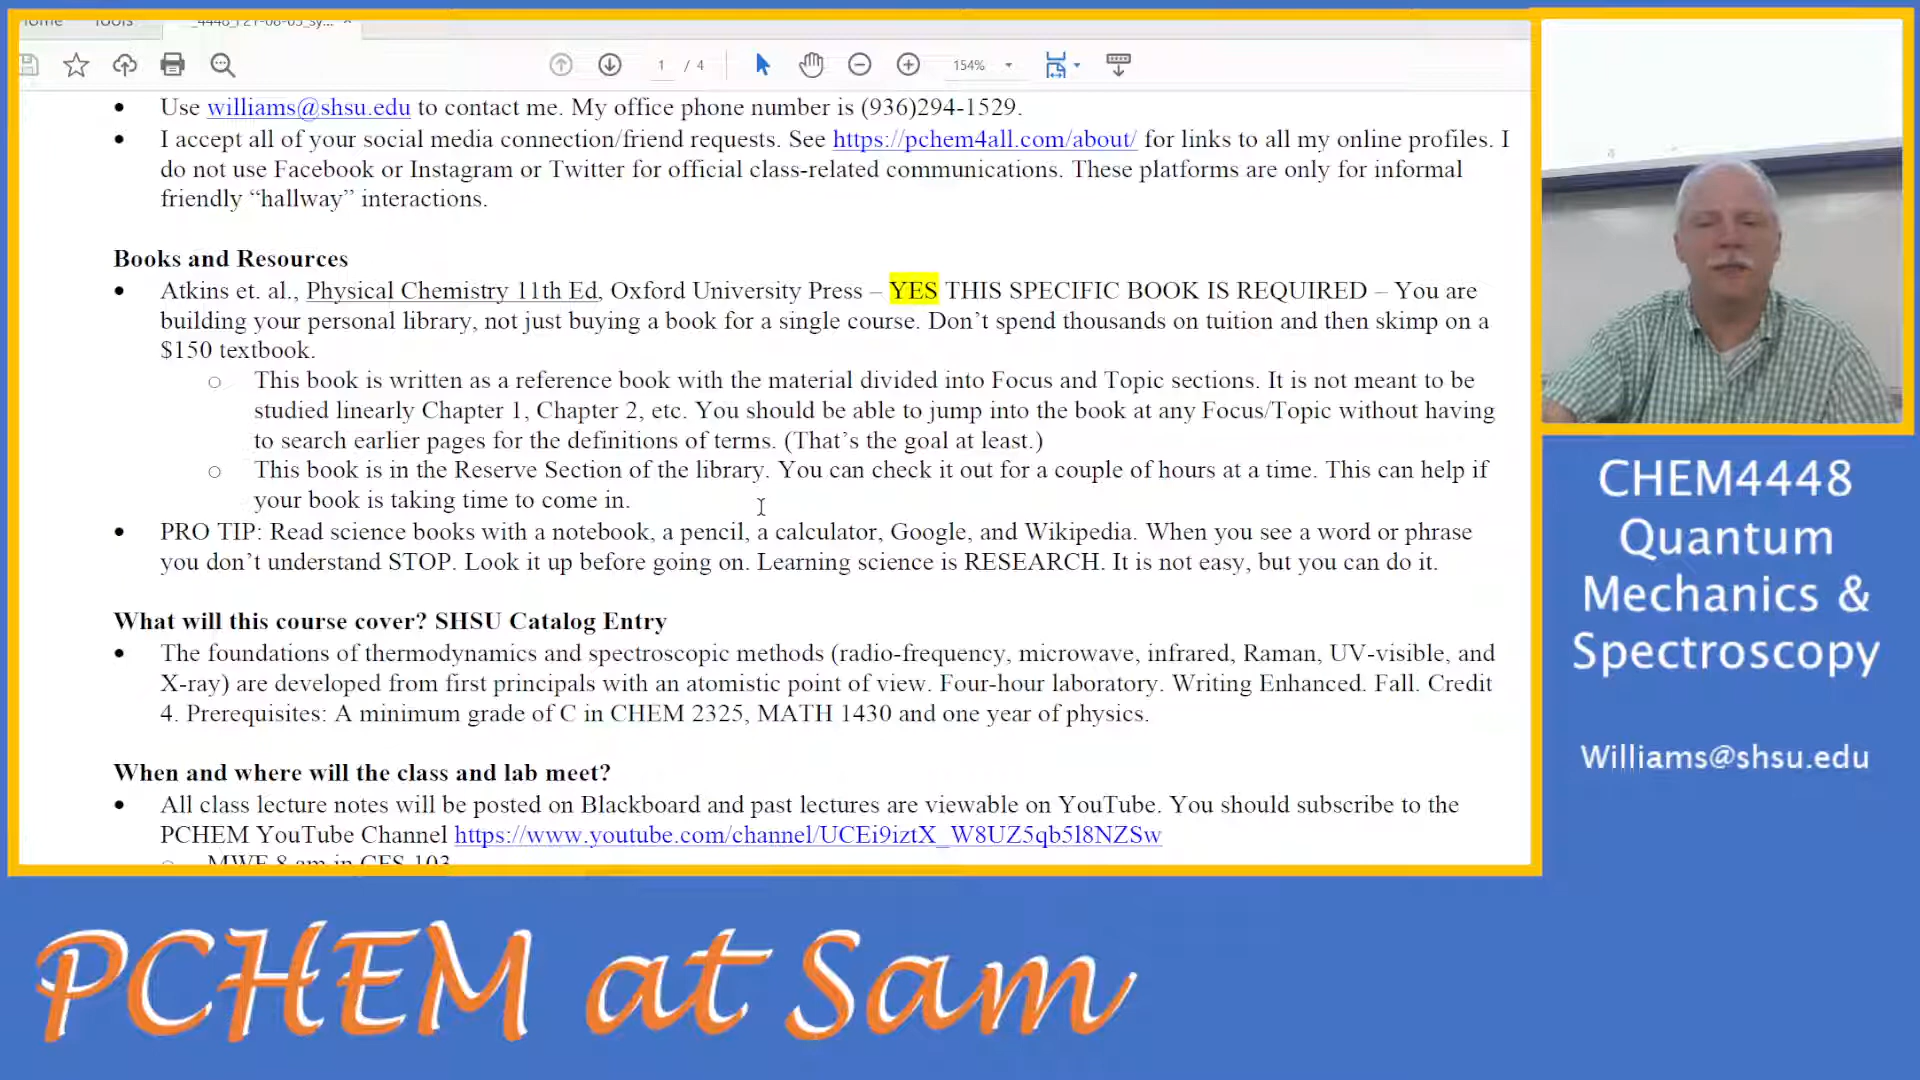 Tools
1 / 4
154%
• Use williams@shsu.edu to contact me. My office phone number is (936)294-1529.
• I accept all of your social media connection/friend requests. See https://pchem4all.com/about/ for links to all my online profiles. I
do not use Facebook or Instagram or Twitter for official class-related communications. These platforms are only for informal
friendly “hallway” interactions.
Books and Resources
• Atkins et. al., Physical Chemistry 11th Ed, Oxford University Press – YES THIS SPECIFIC BOOK IS REQUIRED – You are
building your personal library, not just buying a book for a single course. Don’t spend thousands on tuition and then skimp on a
$150 textbook.
○ This book is written as a reference book with the material divided into Focus and Topic sections. It is not meant to be
studied linearly Chapter 1, Chapter 2, etc. You should be able to jump into the book at any Focus/Topic without having
to search earlier pages for the definitions of terms. (That’s the goal at least.)
○ This book is in the Reserve Section of the library. You can check it out for a couple of hours at a time. This can help if
your book is taking time to come in.
• PRO TIP: Read science books with a notebook, a pencil, a calculator, Google, and Wikipedia. When you see a word or phrase
you don’t understand STOP. Look it up before going on. Learning science is RESEARCH. It is not easy, but you can do it.
What will this course cover? SHSU Catalog Entry
• The foundations of thermodynamics and spectroscopic methods (radio-frequency, microwave, infrared, Raman, UV-visible, and
X-ray) are developed from first principals with an atomistic point of view. Four-hour laboratory. Writing Enhanced. Fall. Credit
4. Prerequisites: A minimum grade of C in CHEM 2325, MATH 1430 and one year of physics.
When and where will the class and lab meet?
• All class lecture notes will be posted on Blackboard and past lectures are viewable on YouTube. You should subscribe to the
PCHEM YouTube Channel https://www.youtube.com/channel/UCEi9iztX_W8UZ5qb5l8NZSw
○ MWF 8 am in CFS 103
CHEM4448
Quantum
Mechanics &
Spectroscopy
Williams@shsu.edu
PCHEM at Sam